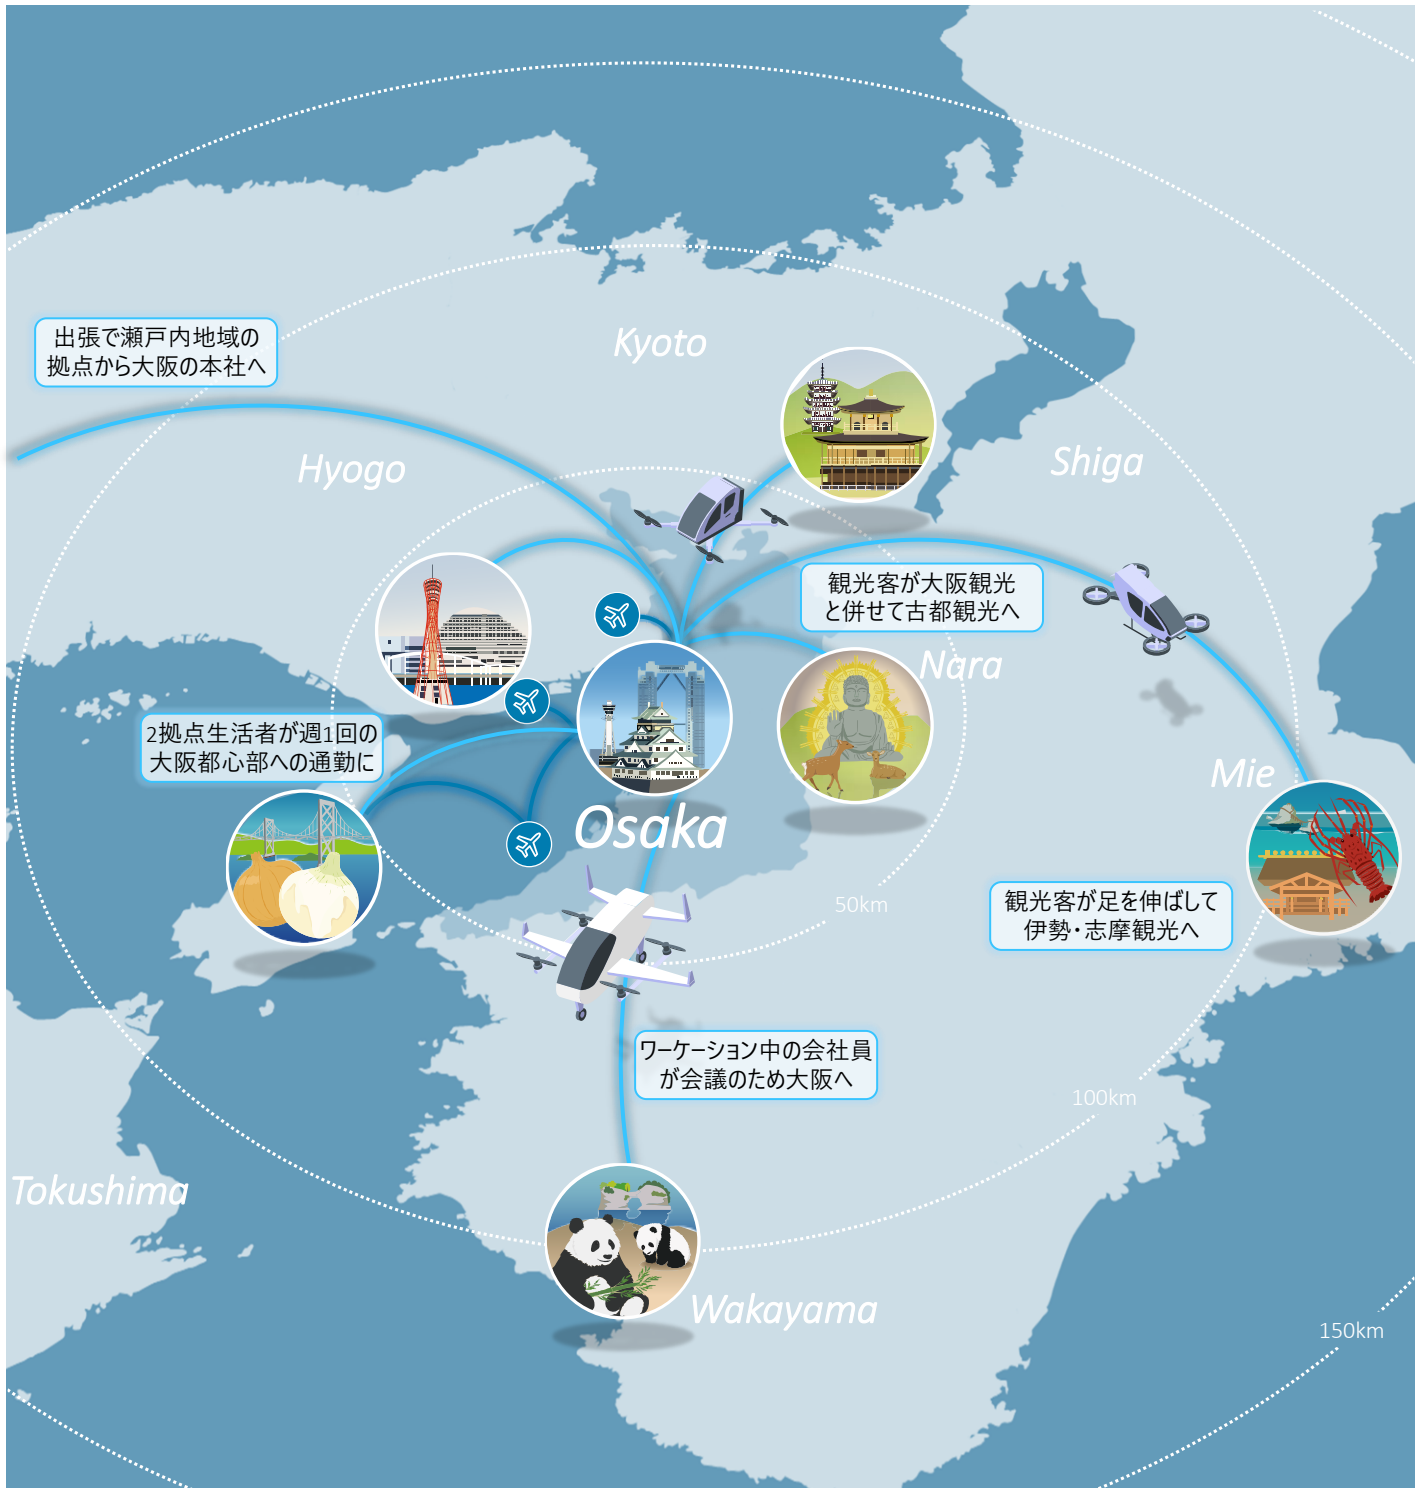 出張で瀬戸内地域の
拠点から大阪の本社へ
Kyoto
Hyogo
Shiga
観光客が大阪観光
と併せて古都観光へ
Nara
2拠点生活者が週1回の
大阪都心部への通勤に
Mie
Osaka
50km
観光客が足を伸ばして
伊勢・志摩観光へ
ワーケーション中の会社員
が会議のため大阪へ
100km
Tokushima
Wakayama
150km